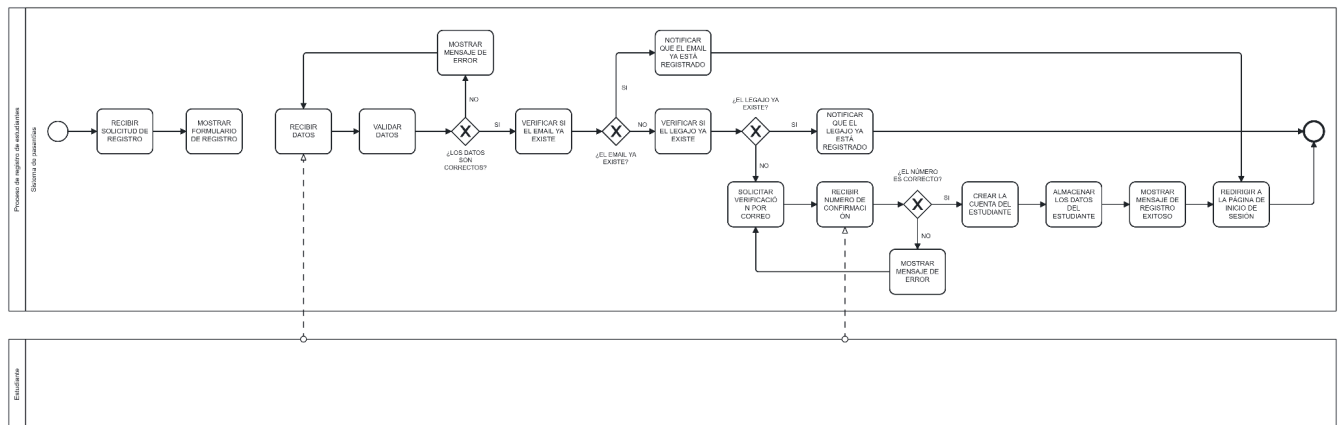 Proceso de registro de estudiantes
Sistema de pasantías
RECIBIR
SOLICITUD DE
REGISTRO
MOSTRAR
FORMULARIO
DE REGISTRO
RECIBIR
DATOS
VALIDAR
DATOS
MOSTRAR
MENSAJE DE
ERROR
NO
¿LOS DATOS
SON
CORRECTOS?
SI
VERIFICAR SI
EL EMAIL YA
EXISTE
¿EL EMAIL YA
EXISTE?
SI
NOTIFICAR
QUE EL EMAIL
YA ESTÁ
REGISTRADO
NO
VERIFICAR SI
EL LEGAJO YA
EXISTE
¿EL LEGAJO YA
EXISTE?
SI
NOTIFICAR
QUE EL
LEGAJO YA
ESTÁ
REGISTRADO
NO
SOLICITAR
VERIFICACIÓ
N POR
CORREO
RECIBIR
NUMERO DE
CONFIRMACI
ÓN
¿EL NÚMERO
ES CORRECTO?
SI
NO
MOSTRAR
MENSAJE DE
ERROR
CREAR LA
CUENTA DEL
ESTUDIANTE
ALMACENAR
LOS DATOS
DEL
ESTUDIANTE
MOSTRAR
MENSAJE DE
REGISTRO
EXITOSO
REDIRIGIR A
LA PÁGINA DE
INICIO DE
SESIÓN
Estudiante